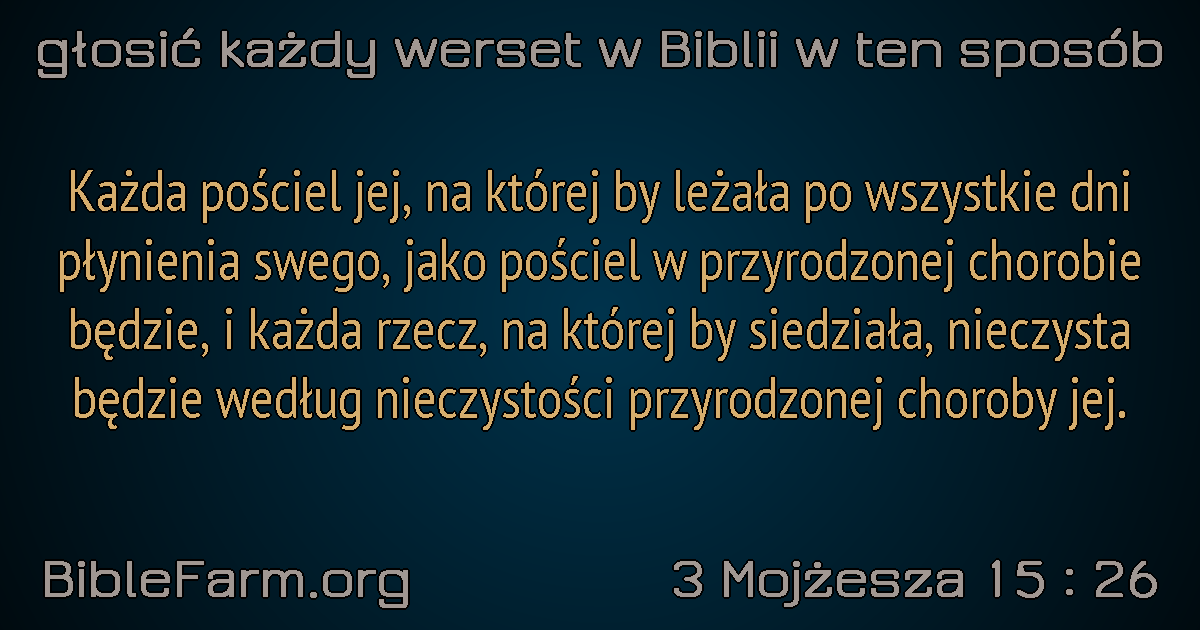 głosić każdy werset w Biblii w ten sposób
Każda pościel jej, na której by leżała po wszystkie dni
płynienia swego, jako pościel w przyrodzonej chorobie
będzie, i każda rzecz, na której by siedziała, nieczysta
będzie według nieczystości przyrodzonej choroby jej.
BibleFarm.org
3 Mojżesza 15 : 26